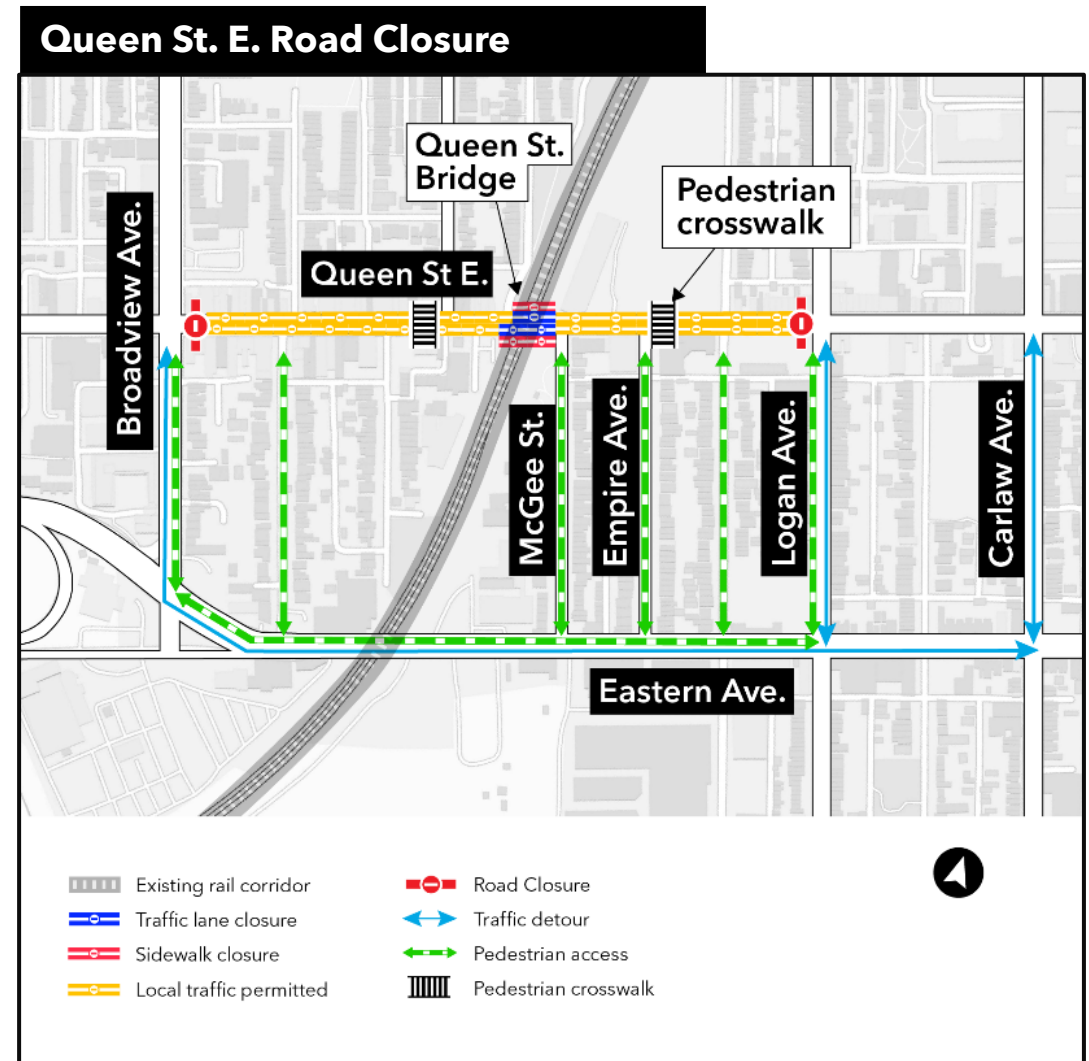 Queen St. E. Road Closure
Queen St.
Bridge
Pedestrian
crosswalk
Broadview Ave.
Queen St E.
McGee St.
Empire Ave.
Logan Ave.
Carlaw Ave.
Eastern Ave.
Existing rail corridor
Traffic lane closure
Sidewalk closure
Local traffic permitted
Road Closure
Traffic detour
Pedestrian access
Pedestrian crosswalk